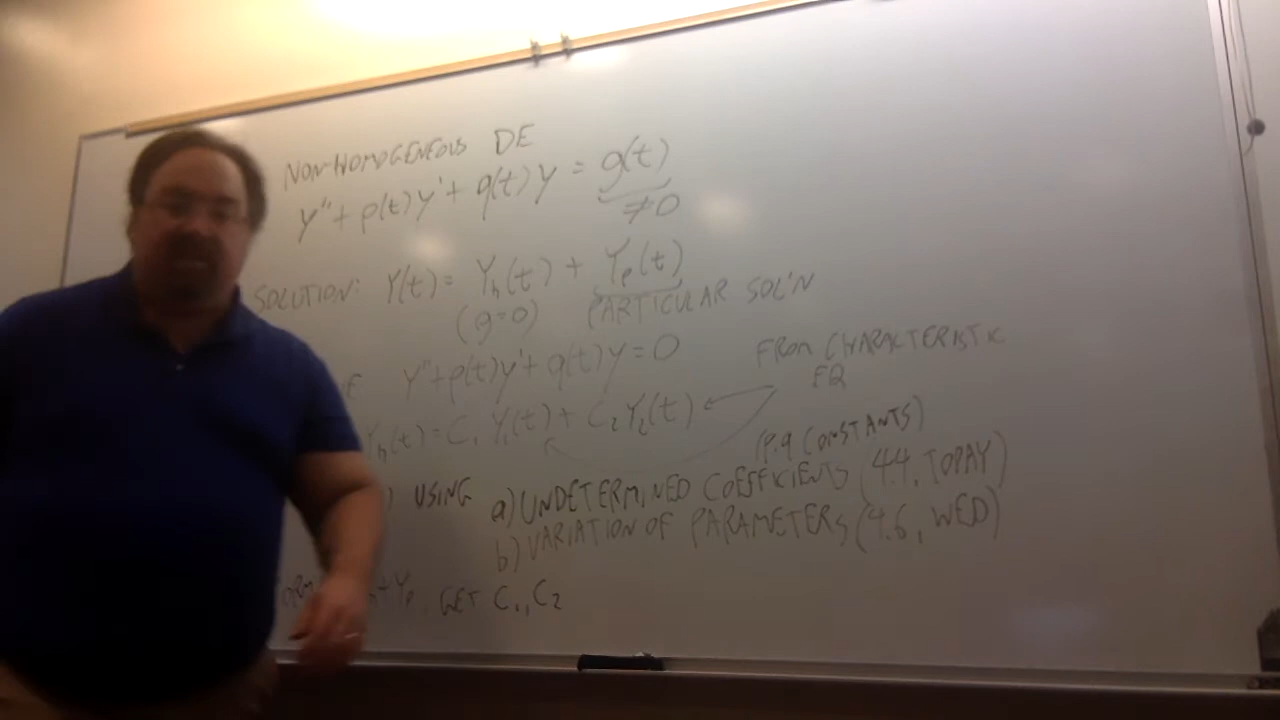 NON-HOMOGENEOUS DE
y'' + p(t)y' + q(t)y = g(t)
≠0
SOLUTION: Y(t) = Y_h(t) + Y_p(t)
(g=0) PARTICULAR SOL'N
y''+p(t)y'+q(t)y=0
FROM CHARACTERISTIC
EQ
Y_h(t) = C_1 Y_1(t) + C_2 Y_2(t)
(P,q CONSTANTS)
USING a) UNDETERMINED COEFFICIENTS (4.4, TODAY)
b) VARIATION OF PARAMETERS (4.6, WED)
+Y_p, GET C_1, C_2